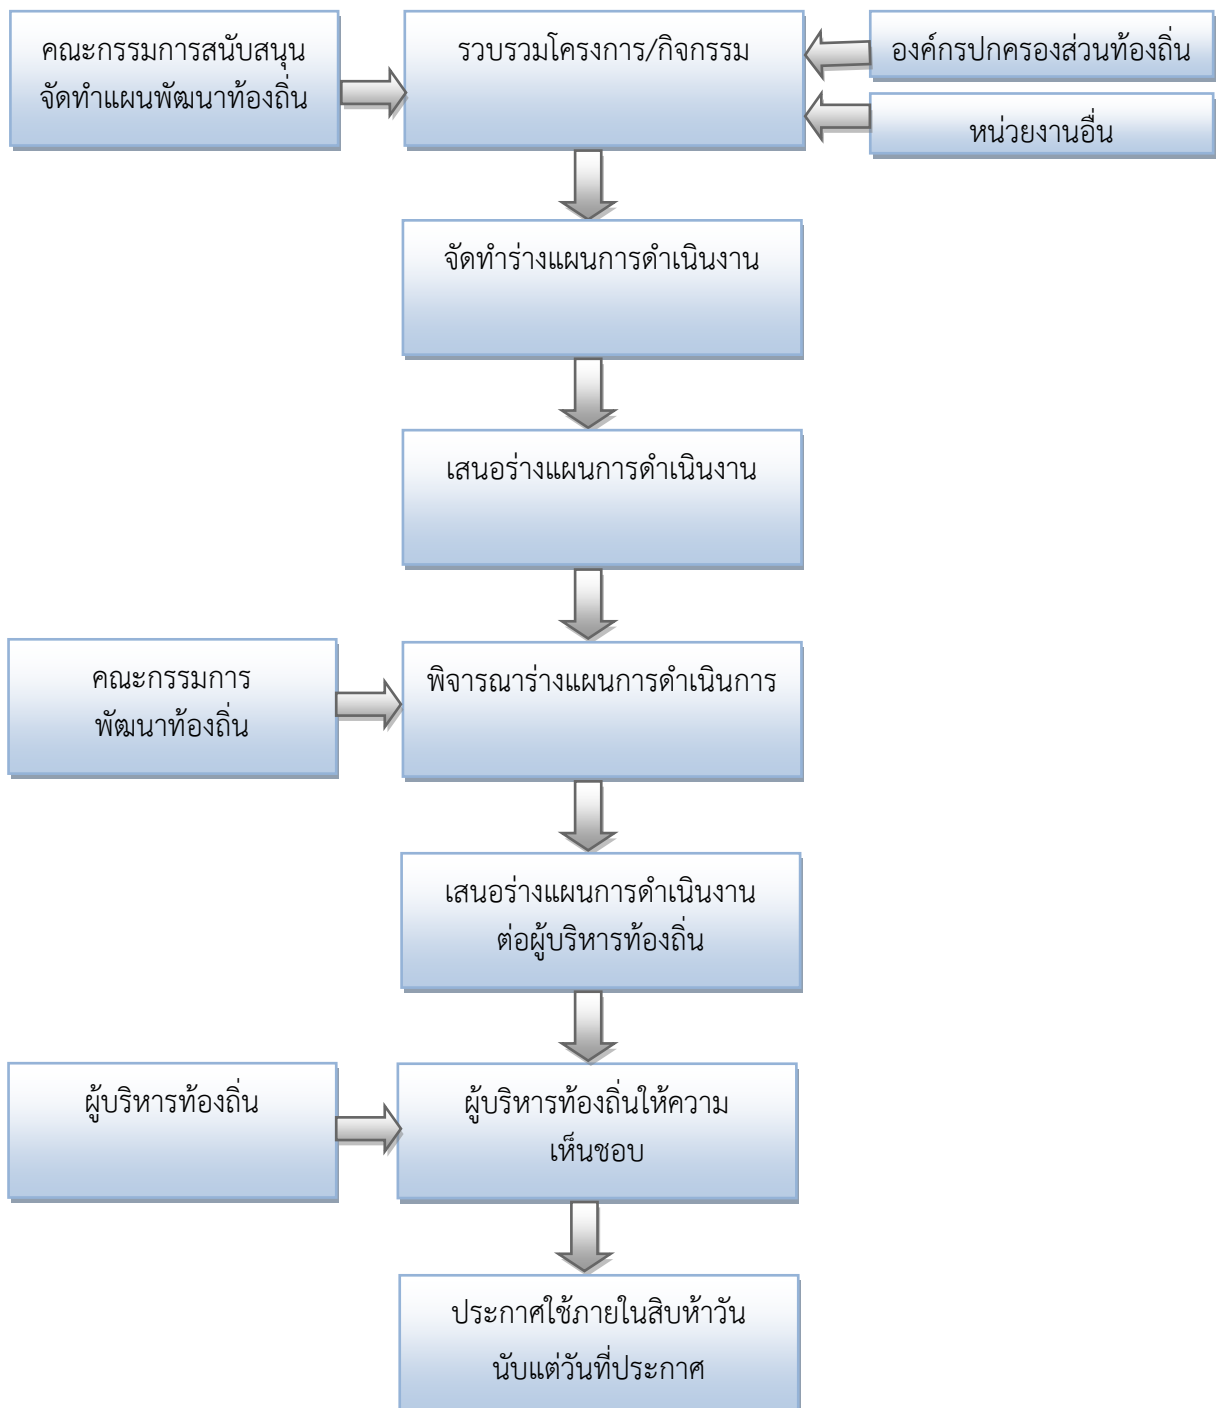 คณะกรรมการสนับสนุน
จัดทำแผนพัฒนาท้องถิ่น
รวบรวมโครงการ/กิจกรรม
องค์กรปกครองส่วนท้องถิ่น
หน่วยงานอื่น
จัดทำร่างแผนการดำเนินงาน
เสนอร่างแผนการดำเนินงาน
คณะกรรมการ
พัฒนาท้องถิ่น
พิจารณาร่างแผนการดำเนินการ
เสนอร่างแผนการดำเนินงาน
ต่อผู้บริหารท้องถิ่น
ผู้บริหารท้องถิ่น
ผู้บริหารท้องถิ่นให้ความ
เห็นชอบ
ประกาศใช้ภายในสิบห้าวัน
นับแต่วันที่ประกาศ